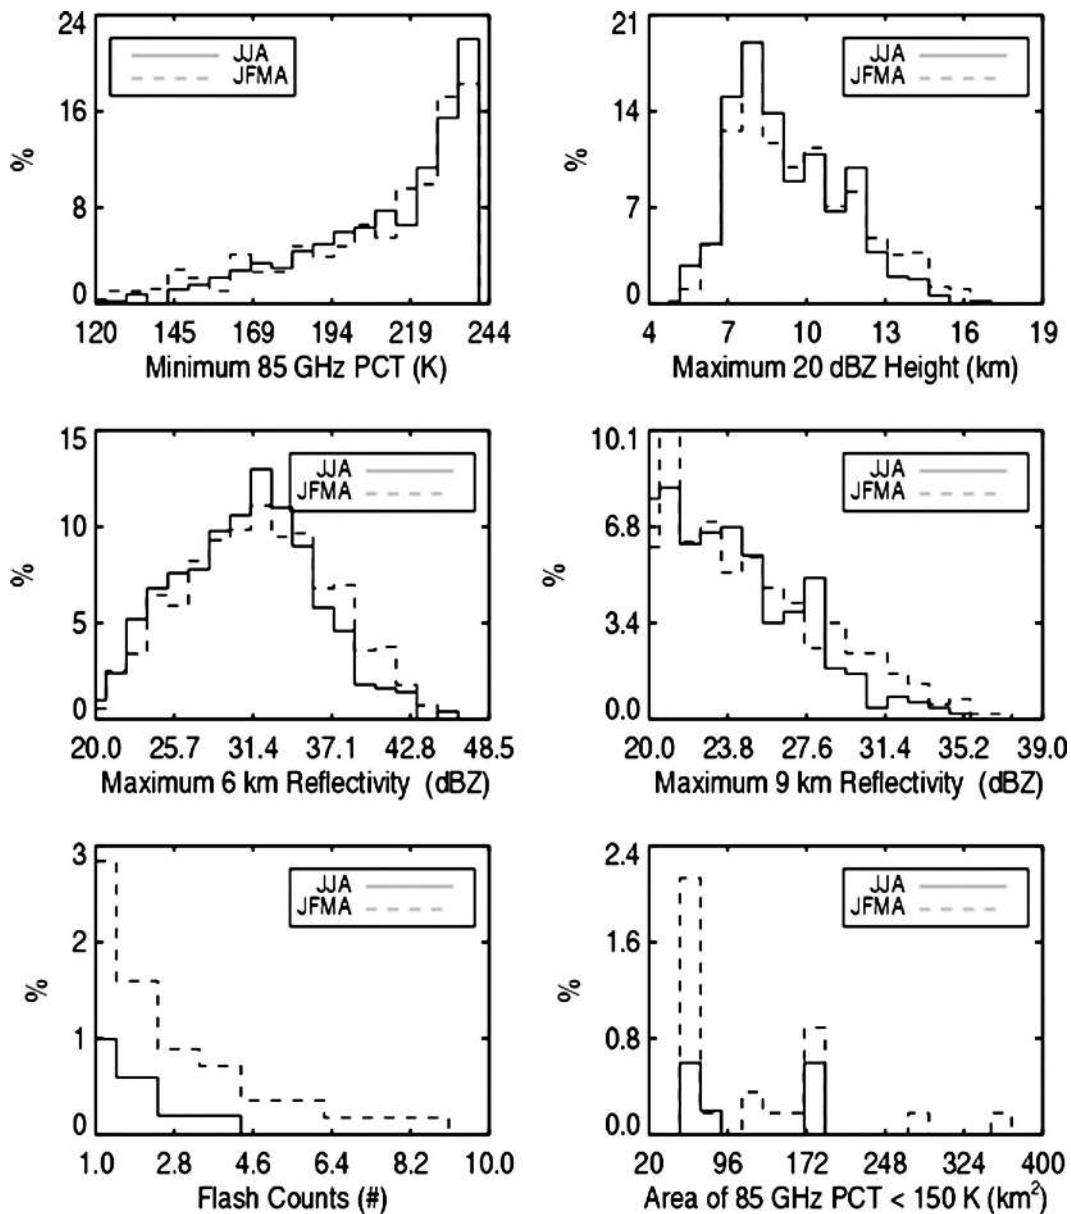 24
16
8
0
%
JJA
JFMA
120 145 169 194 219 244
Minimum 85 GHz PCT (K)
21
14
7
0
%
JJA
JFMA
4 7 10 13 16 19
Maximum 20 dBZ Height (km)
15
10
5
0
%
JJA
JFMA
20.0 25.7 31.4 37.1 42.8 48.5
Maximum 6 km Reflectivity (dBZ)
10.1
6.8
3.4
0.0
%
JJA
JFMA
20.0 23.8 27.6 31.4 35.2 39.0
Maximum 9 km Reflectivity (dBZ)
3
2
1
0
%
JJA
JFMA
1.0 2.8 4.6 6.4 8.2 10.0
Flash Counts (#)
2.4
1.6
0.8
0.0
%
JJA
JFMA
20 96 172 248 324 400
Area of 85 GHz PCT < 150 K (km²)